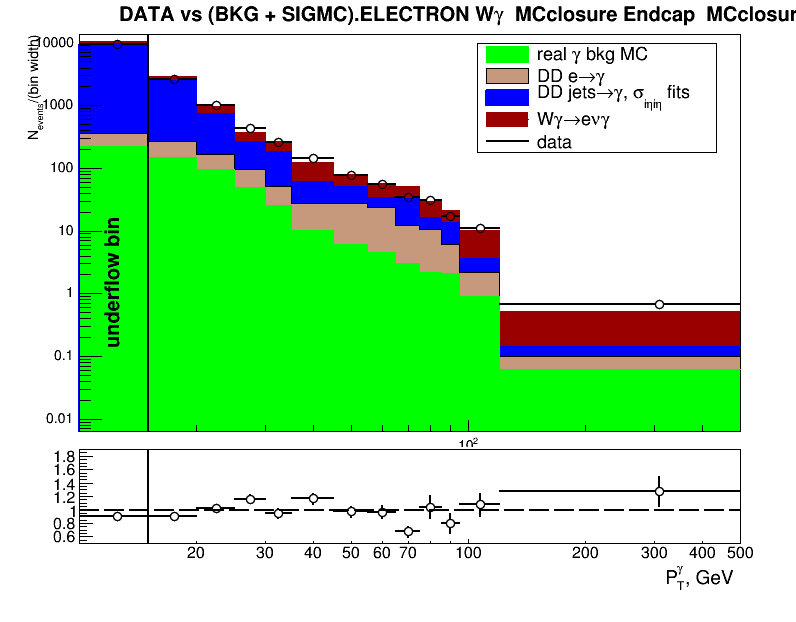 DATA vs (BKG + SIGMC).ELECTRON Wγ MCclosure Endcap MCclosur
N_events/(bin width)
10000
1000
100
10
1
0.1
0.01
real γ bkg MC
DD e→γ
DD jets→γ, σ_iηiη fits
Wγ→eνγ
data
underflow bin
10²
1.8
1.6
1.4
1.2
1
0.8
0.6
20 30 40 50 60 70 100 200 300 400 500
P_T^γ, GeV